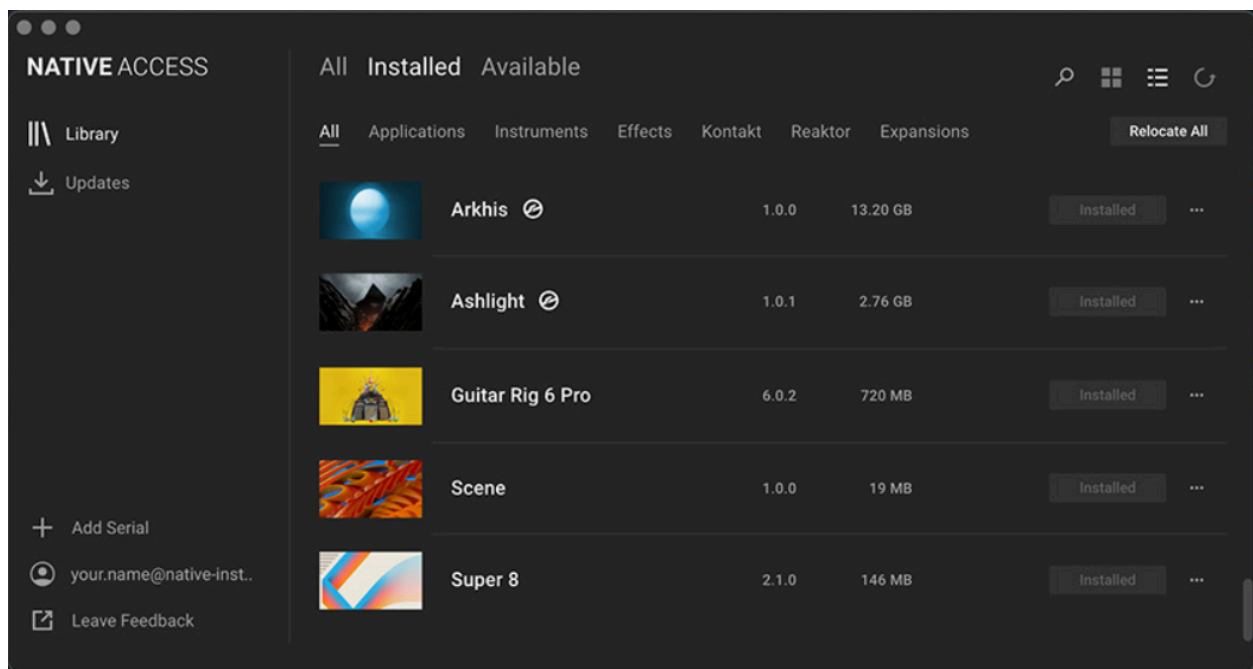 NATIVE ACCESS
Library
Updates
Add Serial
your.name@native-inst..
Leave Feedback
All Installed Available
All Applications Instruments Effects Kontakt Reaktor Expansions Relocate All
Arkhis 1.0.0 13.20 GB Installed
Ashlight 1.0.1 2.76 GB Installed
Guitar Rig 6 Pro 6.0.2 720 MB Installed
Scene 1.0.0 19 MB Installed
Super 8 2.1.0 146 MB Installed